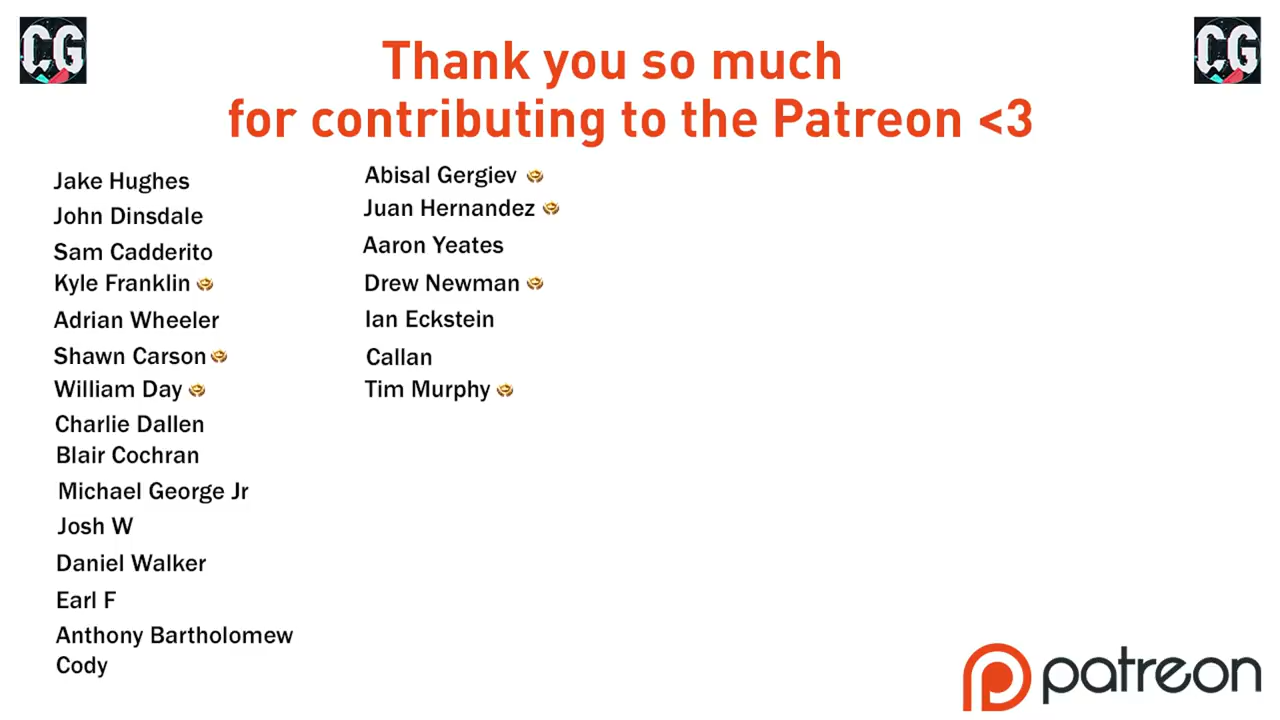 CG
CG
Thank you so much
for contributing to the Patreon <3
Jake Hughes
John Dinsdale
Sam Cadderito
Kyle Franklin
Adrian Wheeler
Shawn Carson
William Day
Charlie Dallen
Blair Cochran
Michael George Jr
Josh W
Daniel Walker
Earl F
Anthony Bartholomew
Cody
Abisal Gergiev
Juan Hernandez
Aaron Yeates
Drew Newman
Ian Eckstein
Callan
Tim Murphy
patreon